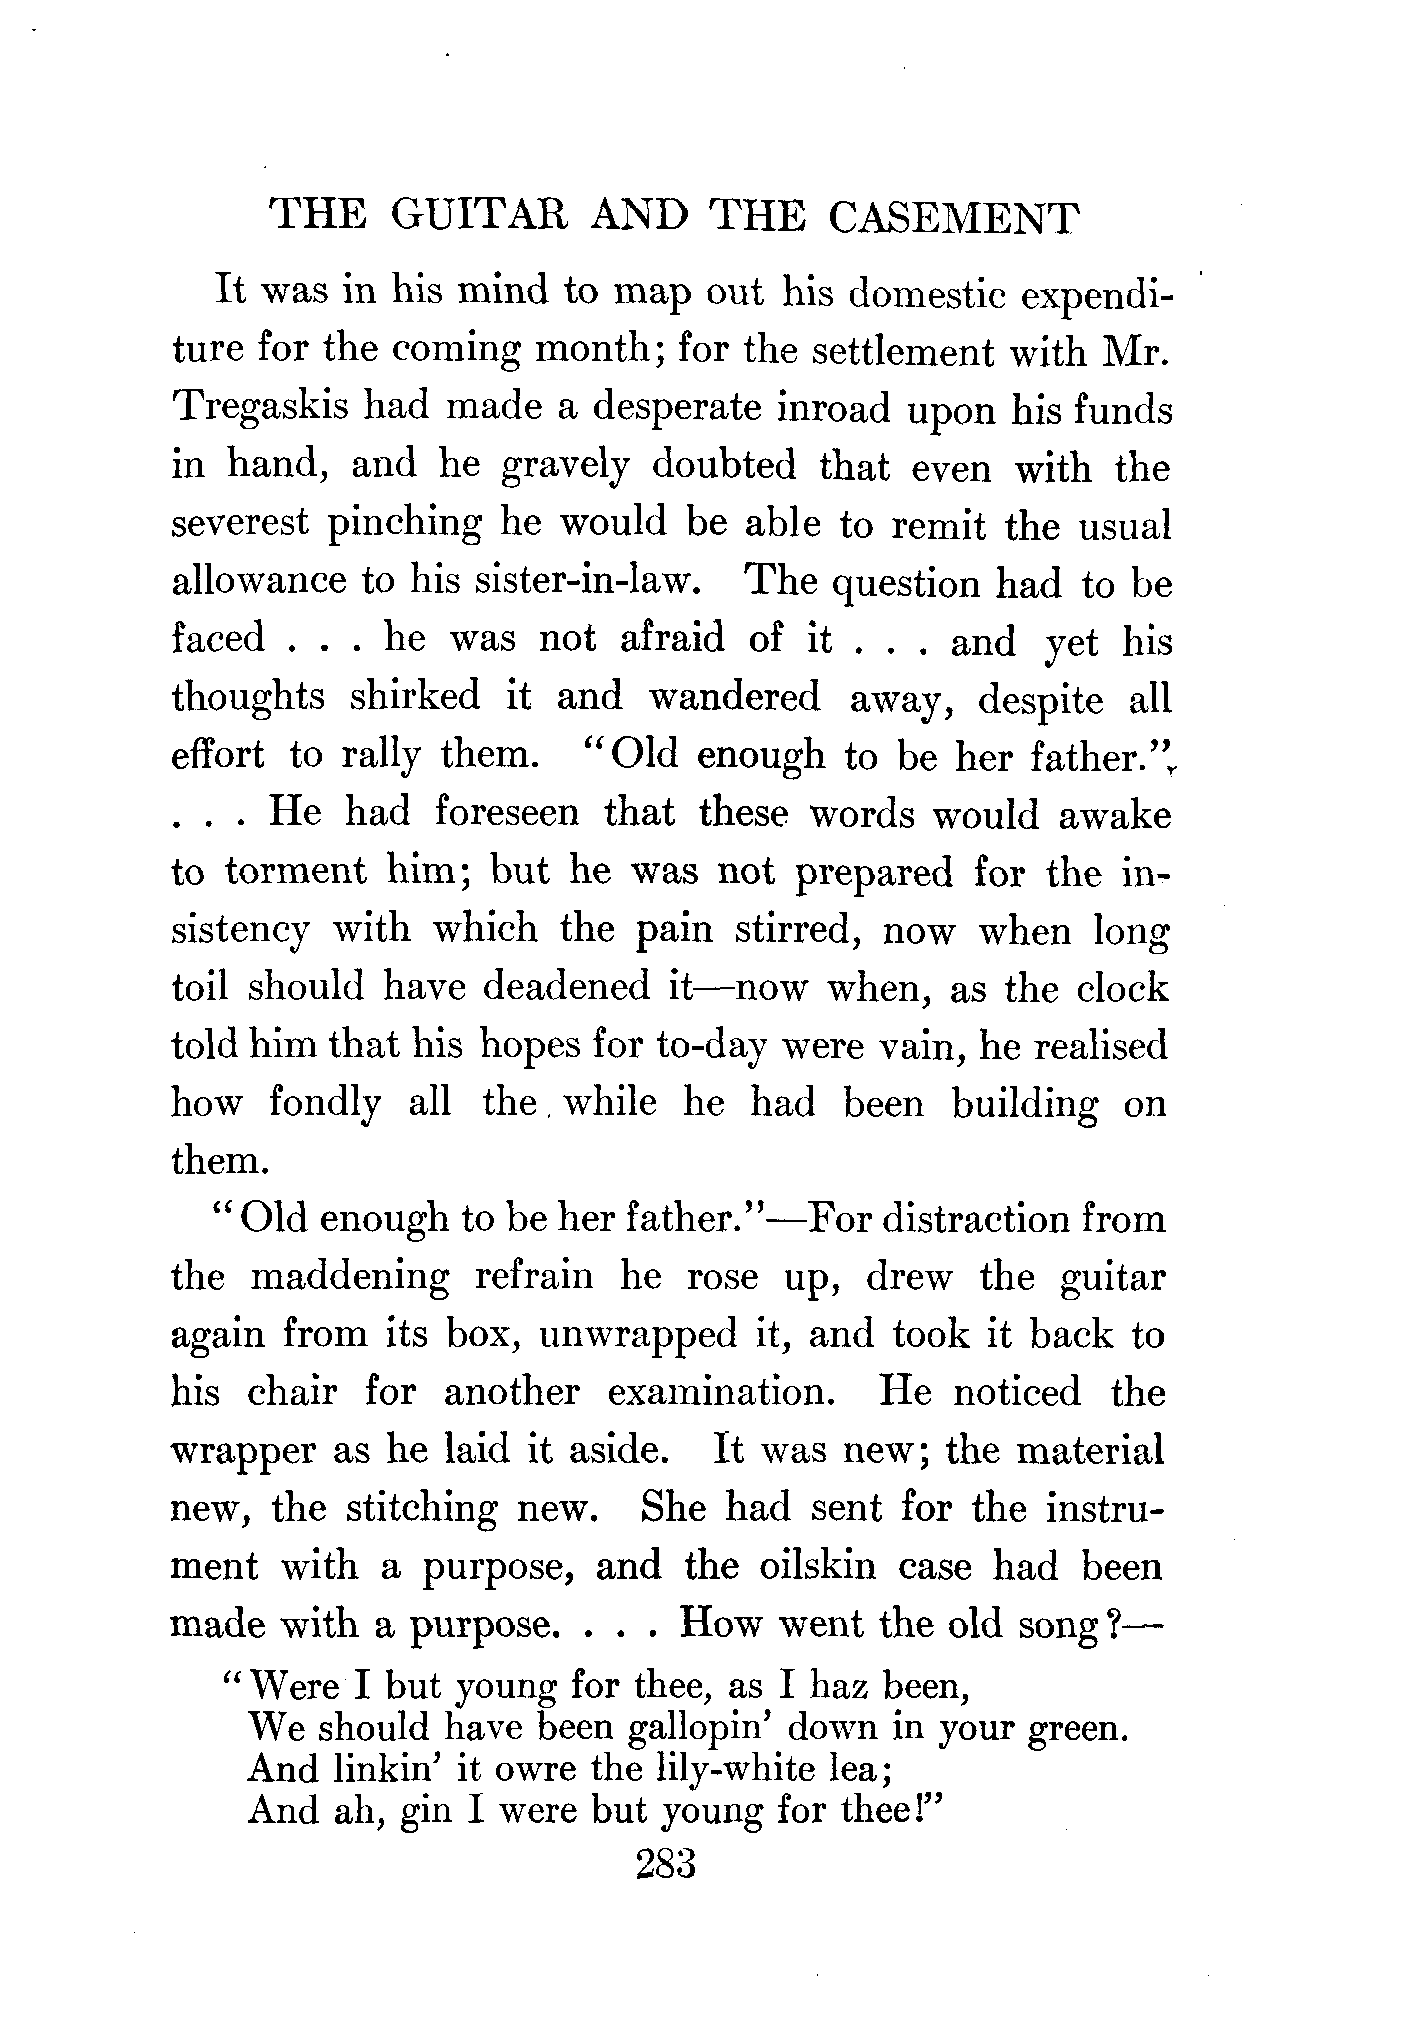 THE GUITAR AND THE CASEMENT
It was in his mind to map out his domestic expendi-
ture for the coming month; for the settlement with Mr.
Tregaskis had made a desperate inroad upon his funds
in hand, and he gravely doubted that even with the
severest pinching he would be able to remit the usual
allowance to his sister-in-law. The question had to be
faced . . . he was not afraid of it . . . and yet his
thoughts shirked it and wandered away, despite all
effort to rally them. "Old enough to be her father."
. . . He had foreseen that these words would awake
to torment him; but he was not prepared for the in-
sistency with which the pain stirred, now when long
toil should have deadened it—now when, as the clock
told him that his hopes for to-day were vain, he realised
how fondly all the while he had been building on
them.
"Old enough to be her father."—For distraction from
the maddening refrain he rose up, drew the guitar
again from its box, unwrapped it, and took it back to
his chair for another examination. He noticed the
wrapper as he laid it aside. It was new; the material
new, the stitching new. She had sent for the instru-
ment with a purpose, and the oilskin case had been
made with a purpose. . . . How went the old song?—
"Were I but young for thee, as I haz been,
We should have been gallopin' down in your green.
And linkin' it owre the lily-white lea;
And ah, gin I were but young for thee!"
283